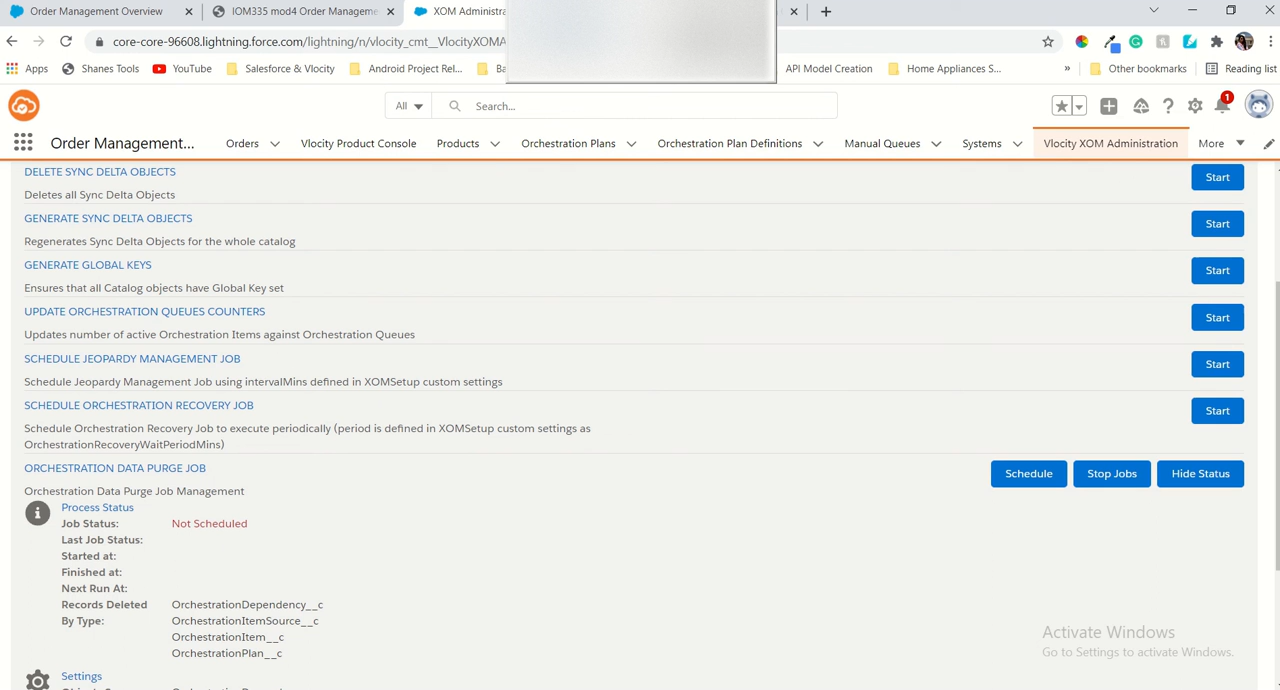 Order Management Overview
IOM335 mod4 Order Manageme
XOM Administra
core-core-96608.lightning.force.com/lightning/n/vlocity_cmt__VlocityXOMA
Apps
Shanes Tools
YouTube
Salesforce & Vlocity
Android Project Rel...
Ba
API Model Creation
Home Appliances S...
»
Other bookmarks
Reading list
All
Search...
1
Order Management...
Orders
Vlocity Product Console
Products
Orchestration Plans
Orchestration Plan Definitions
Manual Queues
Systems
Vlocity XOM Administration
More
DELETE SYNC DELTA OBJECTS
Deletes all Sync Delta Objects
Start
GENERATE SYNC DELTA OBJECTS
Regenerates Sync Delta Objects for the whole catalog
Start
GENERATE GLOBAL KEYS
Ensures that all Catalog objects have Global Key set
Start
UPDATE ORCHESTRATION QUEUES COUNTERS
Updates number of active Orchestration Items against Orchestration Queues
Start
SCHEDULE JEOPARDY MANAGEMENT JOB
Schedule Jeopardy Management Job using intervalMins defined in XOMSetup custom settings
Start
SCHEDULE ORCHESTRATION RECOVERY JOB
Schedule Orchestration Recovery Job to execute periodically (period is defined in XOMSetup custom settings as
OrchestrationRecoveryWaitPeriodMins)
Start
ORCHESTRATION DATA PURGE JOB
Orchestration Data Purge Job Management
Schedule
Stop Jobs
Hide Status
Process Status
Job Status: Not Scheduled
Last Job Status:
Started at:
Finished at:
Next Run At:
Records Deleted OrchestrationDependency__c
By Type: OrchestrationItemSource__c
OrchestrationItem__c
OrchestrationPlan__c
Settings
Activate Windows
Go to Settings to activate Windows.